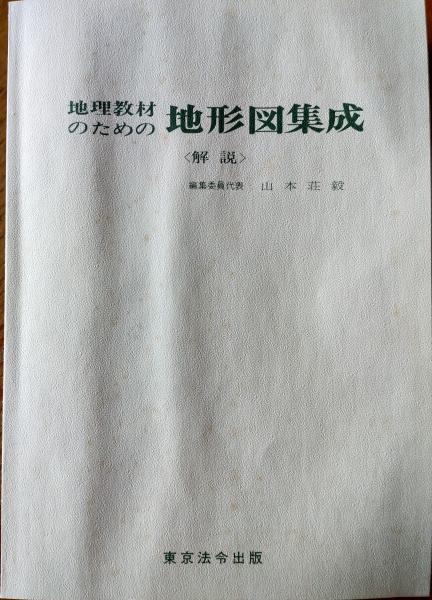 地理教材
のための 地形図集成
〈解説〉
編集委員代表 山本荘毅
東京法令出版